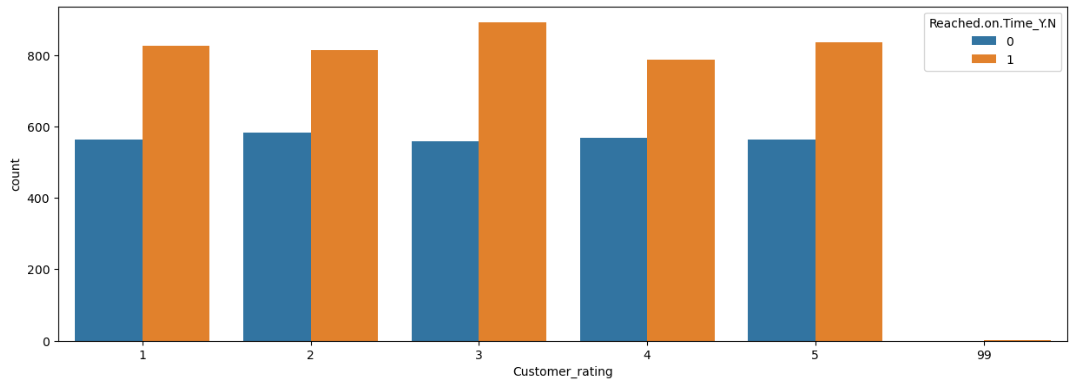 Reached.on.Time_Y.N
0
1
800
600
400
200
0
count
1 2 3 4 5 99
Customer_rating